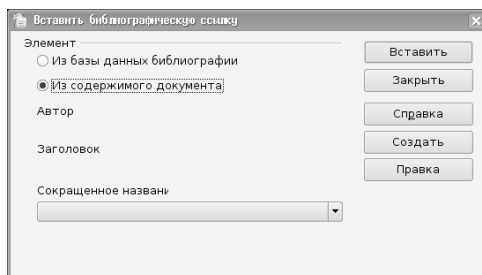 Вставить библиографическую ссылку
Элемент
Из базы данных библиографии
Из содержимого документа
Автор
Заголовок
Сокращенное названи
Вставить
Закрыть
Справка
Создать
Правка